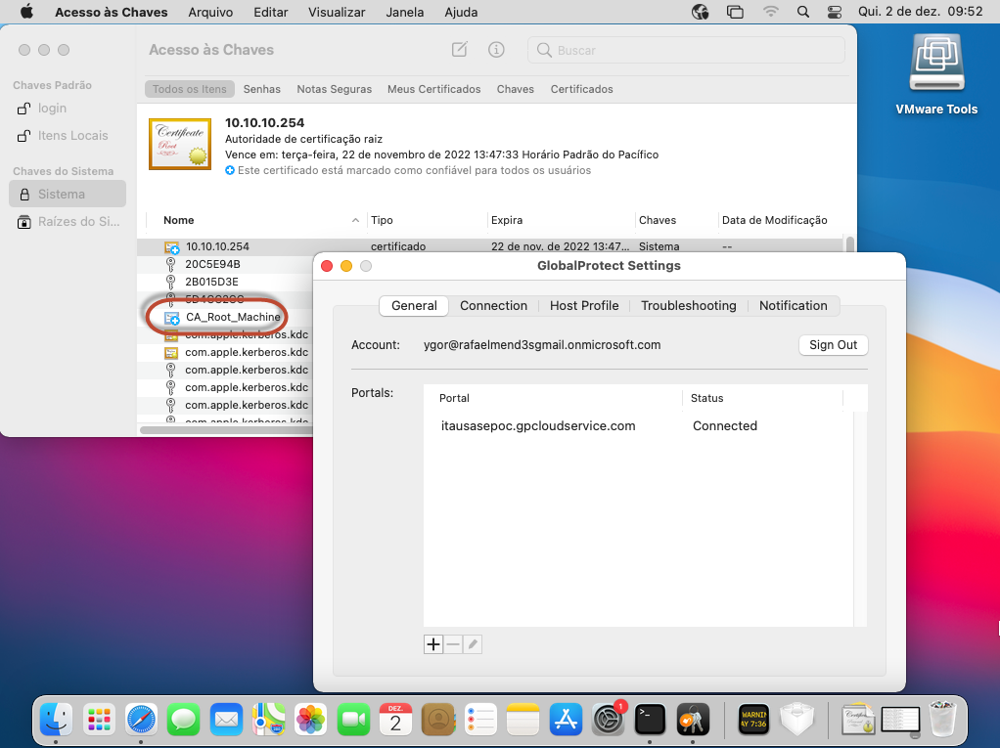 Acesso às Chaves Arquivo Editar Visualizar Janela Ajuda Qui. 2 de dez. 09:52
Acesso às Chaves
Buscar
Chaves Padrão
login
Itens Locais
Chaves do Sistema
Sistema
Raízes do Si...
Todos os Itens Senhas Notas Seguras Meus Certificados Chaves Certificados
Certificate
Root
10.10.10.254
Autoridade de certificação raiz
Vence em: terça-feira, 22 de novembro de 2022 13:47:33 Horário Padrão do Pacífico
Este certificado está marcado como confiável para todos os usuários
Nome Tipo Expira Chaves Data de Modificação
10.10.10.254 certificado 22 de nov. de 2022 13:47... Sistema --
20C5E94B
2B015D3E
CA_Root_Machine
com.apple.kerberos.kdc
com.apple.kerberos.kdc
com.apple.kerberos.kdc
com.apple.kerberos.kdc
com.apple.kerberos.kdc
com.apple.kerberos.kdc
VMware Tools
GlobalProtect Settings
General Connection Host Profile Troubleshooting Notification
Account: ygor@rafaelmend3sgmail.onmicrosoft.com Sign Out
Portals:
Portal Status
itausasepoc.gpcloudservice.com Connected
DEZ.
2
1
WARNIN
AY 7:36